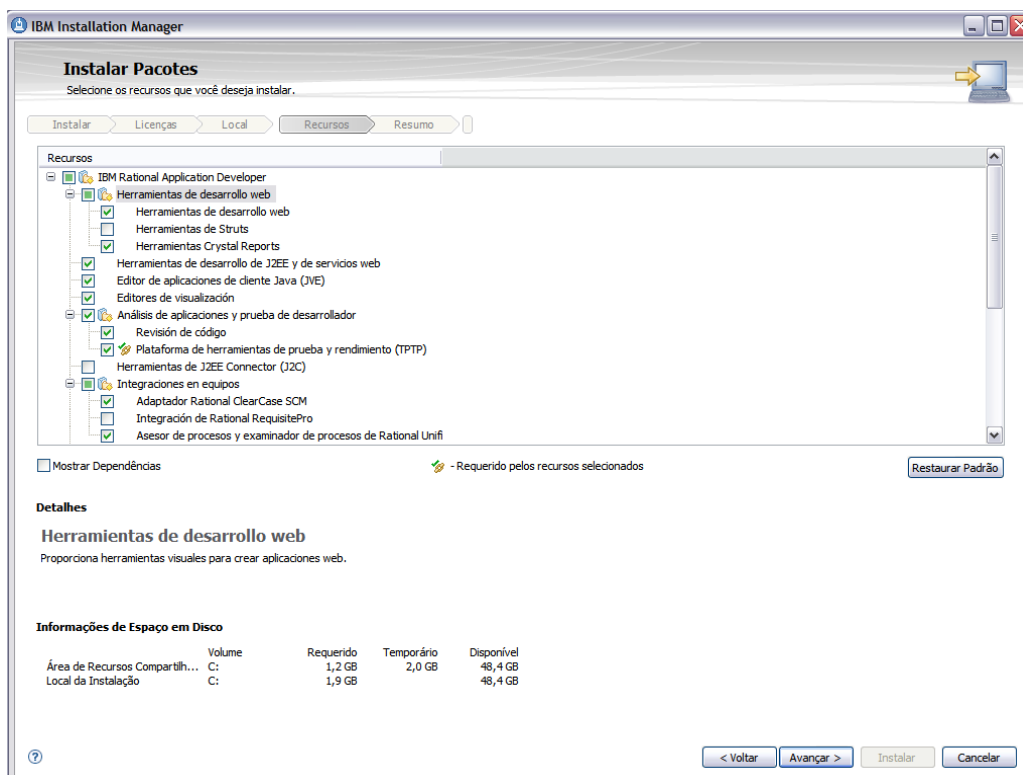 IBM Installation Manager
Instalar Pacotes
Selecione os recursos que você deseja instalar.
Instalar Licenças Local Recursos Resumo
Recursos
IBM Rational Application Developer
Herramientas de desarrollo web
Herramientas de desarrollo web
Herramientas de Struts
Herramientas Crystal Reports
Herramientas de desarrollo de J2EE y de servicios web
Editor de aplicaciones de cliente Java (JVE)
Editores de visualización
Análisis de aplicaciones y prueba de desarrollador
Revisión de código
Plataforma de herramientas de prueba y rendimiento (TPTP)
Herramientas de J2EE Connector (J2C)
Integraciones en equipos
Adaptador Rational ClearCase SCM
Integración de Rational RequisitePro
Asesor de procesos y examinador de procesos de Rational Unifi
Mostrar Dependências - Requerido pelos recursos selecionados Restaurar Padrão
Detalhes
Herramientas de desarrollo web
Proporciona herramientas visuales para crear aplicaciones web.
Informações de Espaço em Disco
Volume Requerido Temporário Disponível
Área de Recursos Compartilh... C: 1,2 GB 2,0 GB 48,4 GB
Local da Instalação C: 1,9 GB 48,4 GB
? < Voltar Avançar > Instalar Cancelar